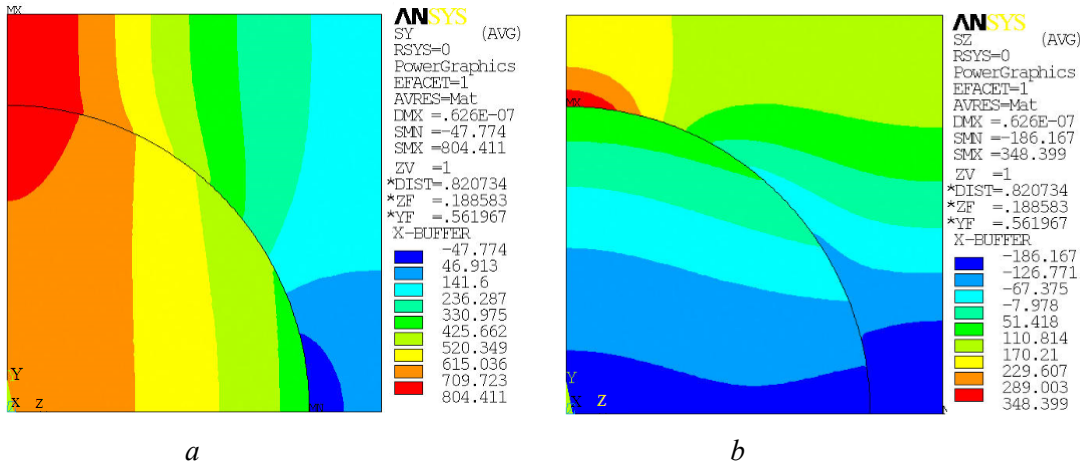 MX
ANSYS
SY (AVG)
RSYS=0
PowerGraphics
EFACET=1
AVRES=Mat
DMX =.626E-07
SMN =-47.774
SMX =804.411
ZV =1
*DIST=.820734
*ZF =.188583
*YF =.561967
X-BUFFER
-47.774
46.913
141.6
236.287
330.975
425.662
520.349
615.036
709.723
804.411
Y
X Z
a
MX
ANSYS
SZ (AVG)
RSYS=0
PowerGraphics
EFACET=1
AVRES=Mat
DMX =.626E-07
SMN =-186.167
SMX =348.399
ZV =1
*DIST=.820734
*ZF =.188583
*YF =.561967
X-BUFFER
-186.167
-126.771
-67.375
-7.978
51.418
110.814
170.21
229.607
289.003
348.399
Y
X Z
b